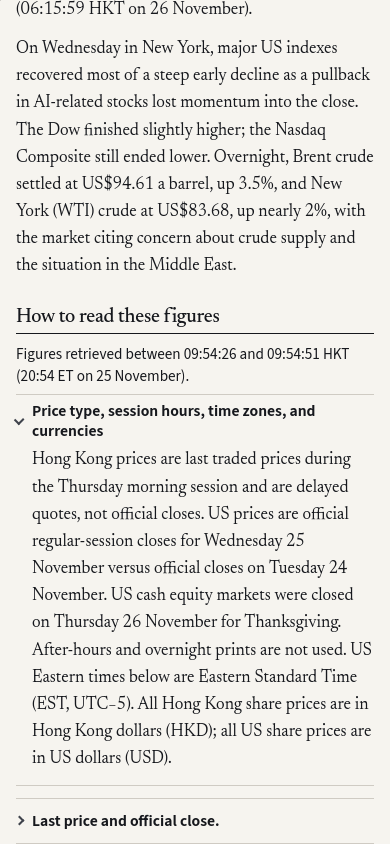 (06:15:59 HKT on 26 November).
On Wednesday in New York, major US indexes
recovered most of a steep early decline as a pullback
in AI-related stocks lost momentum into the close.
The Dow finished slightly higher; the Nasdaq
Composite still ended lower. Overnight, Brent crude
settled at US$94.61 a barrel, up 3.5%, and New
York (WTI) crude at US$83.68, up nearly 2%, with
the market citing concern about crude supply and
the situation in the Middle East.
How to read these figures
Figures retrieved between 09:54:26 and 09:54:51 HKT
(20:54 ET on 25 November).
Price type, session hours, time zones, and
currencies
Hong Kong prices are last traded prices during
the Thursday morning session and are delayed
quotes, not official closes. US prices are official
regular-session closes for Wednesday 25
November versus official closes on Tuesday 24
November. US cash equity markets were closed
on Thursday 26 November for Thanksgiving.
After-hours and overnight prints are not used. US
Eastern times below are Eastern Standard Time
(EST, UTC−5). All Hong Kong share prices are in
Hong Kong dollars (HKD); all US share prices are
in US dollars (USD).
Last price and official close.